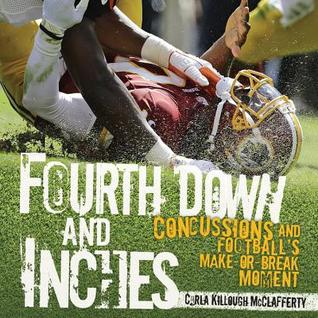 FOURTH DOWN
AND
INCHES
CONCUSSIONS AND
FOOTBALL'S
MAKE-OR-BREAK
MOMENT
CARLA KILLOUGH MCCLAFFERTY